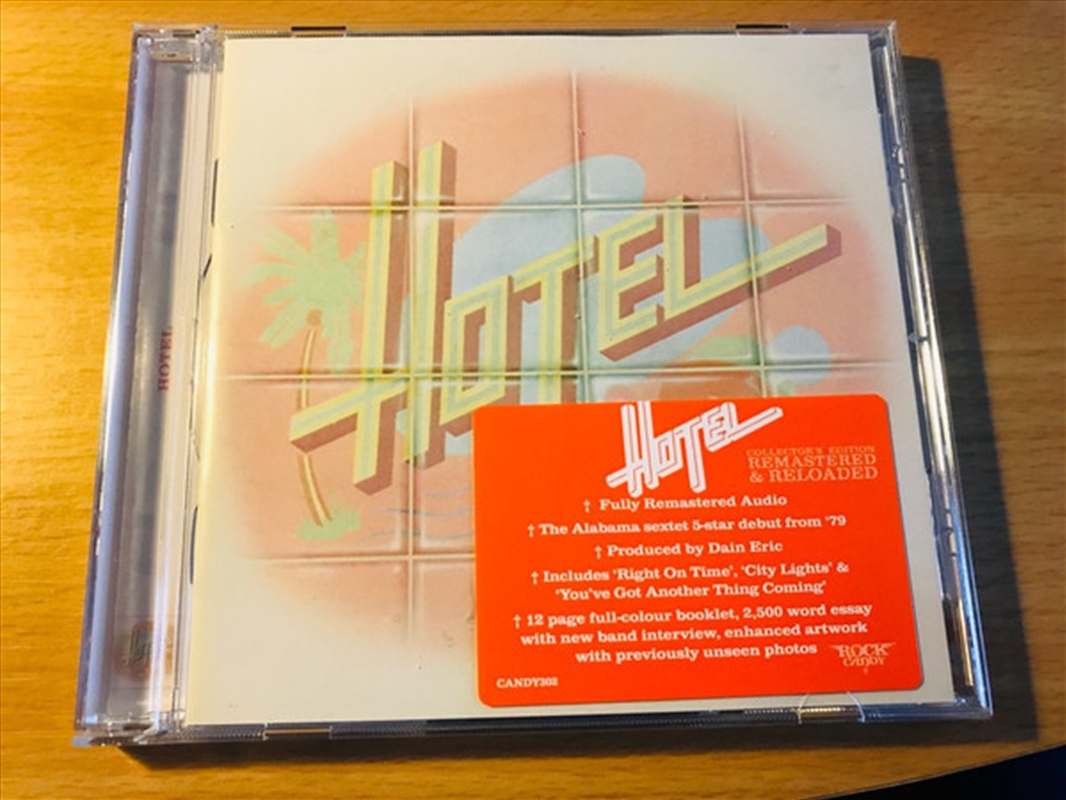 HOTEL
HOTEL
HOTEL
COLLECTOR'S EDITION
REMASTERED
& RELOADED
† Fully Remastered Audio
† The Alabama sextet 5-star debut from '79
† Produced by Dain Eric
† Includes 'Right On Time', 'City Lights' &
'You've Got Another Thing Coming'
† 12 page full-colour booklet, 2,500 word essay
with new band interview, enhanced artwork
with previously unseen photos
ROCK
CANDY
CANDY302